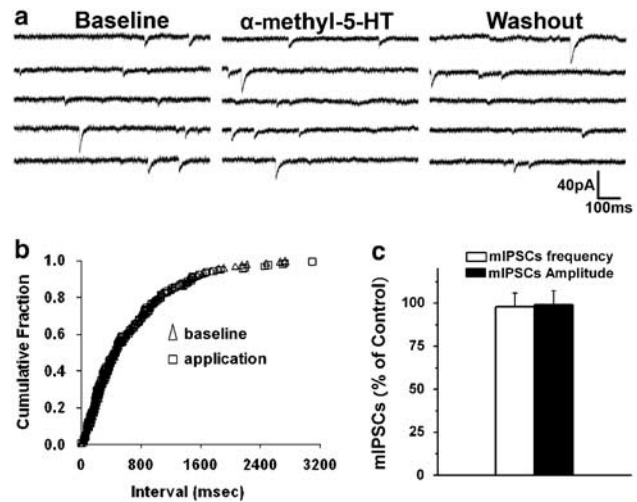 a
Baseline α-methyl-5-HT Washout
40pA
100ms
b
Cumulative Fraction
1.0
0.8
0.6
0.4
0.2
0.0
baseline
application
0 800 1600 2400 3200
Interval (msec)
c
mIPSCs (% of Control)
mIPSCs frequency
mIPSCs Amplitude
100
75
50
25
0